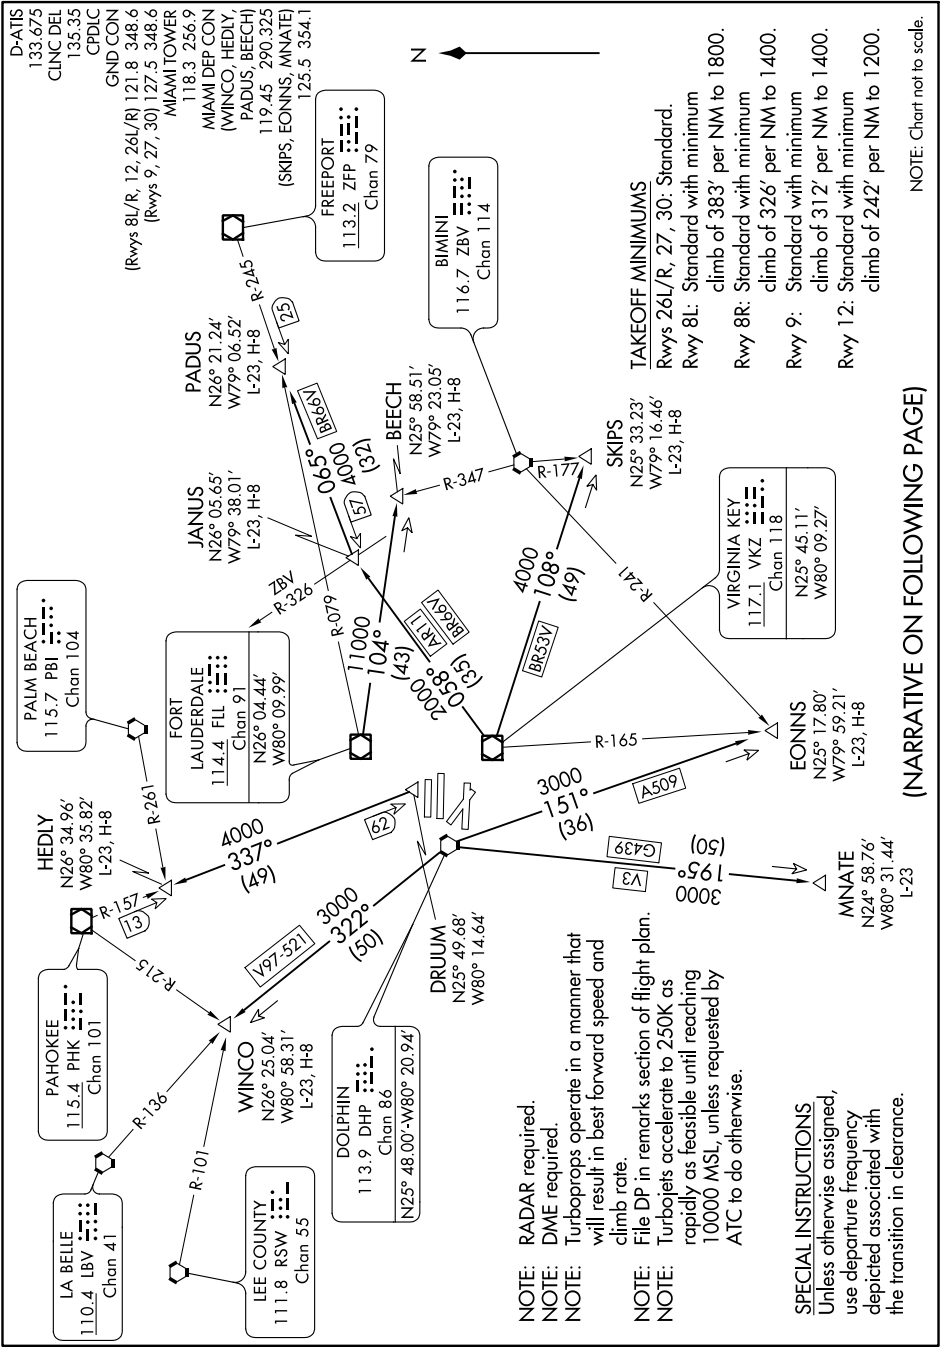 D-ATIS
133.675
CLNC DEL
135.35
CPDLC
GND CON
(Rwys 8L/R, 12, 26L/R) 121.8 348.6
(Rwys 9, 27, 30) 127.5 348.6
MIAMI TOWER
118.3 256.9
MIAMI DEP CON
(WINCO, HEDLY,
PADUS, BEECH)
119.45 290.325
(SKIPS, EONNS, MNATE)
125.5 354.1
N
LA BELLE
110.4 LBV
Chan 41
PAHOKEE
115.4 PHK
Chan 101
PALM BEACH
115.7 PBI
Chan 104
FREEPORT
113.2 ZFP
Chan 79
LEE COUNTY
111.8 RSW
Chan 55
FORT
LAUDERDALE
114.4 FLL
Chan 91
N26° 04.44′
W80° 09.99′
BIMINI
116.7 ZBV
Chan 114
DOLPHIN
113.9 DHP
Chan 86
N25° 48.00′-W80° 20.94′
VIRGINIA KEY
117.1 VKZ
Chan 118
N25° 45.11′
W80° 09.27′
HEDLY
N26° 34.96′
W80° 35.82′
L-23, H-8
JANUS
N26° 05.65′
W79° 38.01′
L-23, H-8
PADUS
N26° 21.24′
W79° 06.52′
L-23, H-8
BEECH
N25° 58.51′
W79° 23.05′
L-23, H-8
WINCO
N26° 25.04′
W80° 58.31′
L-23, H-8
DRUUM
N25° 49.68′
W80° 14.64′
SKIPS
N25° 33.23′
W79° 16.46′
L-23, H-8
EONNS
N25° 17.80′
W79° 59.21′
L-23, H-8
MNATE
N24° 58.76′
W80° 31.44′
L-23
R-136
R-101
R-215
R-157
13
R-261
R-079
ZBV
R-326
R-245
25
R-347
R-177
R-241
R-165
V97-521
3000
322°
(50)
4000
337°
(49)
62
11000
104°
(43)
2000
058°
(35)
AR11
BR66V
57
065°
4000
(32)
BR66V
4000
108°
(49)
BR53V
3000
151°
(36)
A509
3000
195°
(50)
V3
G439
TAKEOFF MINIMUMS
Rwys 26L/R, 27, 30: Standard.
Rwy 8L: Standard with minimum
climb of 383′ per NM to 1800.
Rwy 8R: Standard with minimum
climb of 326′ per NM to 1400.
Rwy 9: Standard with minimum
climb of 312′ per NM to 1400.
Rwy 12: Standard with minimum
climb of 242′ per NM to 1200.
NOTE: RADAR required.
NOTE: DME required.
NOTE: Turboprops operate in a manner that
will result in best forward speed and
climb rate.
NOTE: File DP in remarks section of flight plan.
NOTE: Turbojets accelerate to 250K as
rapidly as feasible until reaching
10000 MSL, unless requested by
ATC to do otherwise.
SPECIAL INSTRUCTIONS
Unless otherwise assigned,
use departure frequency
depicted associated with
the transition in clearance.
(NARRATIVE ON FOLLOWING PAGE)
NOTE: Chart not to scale.